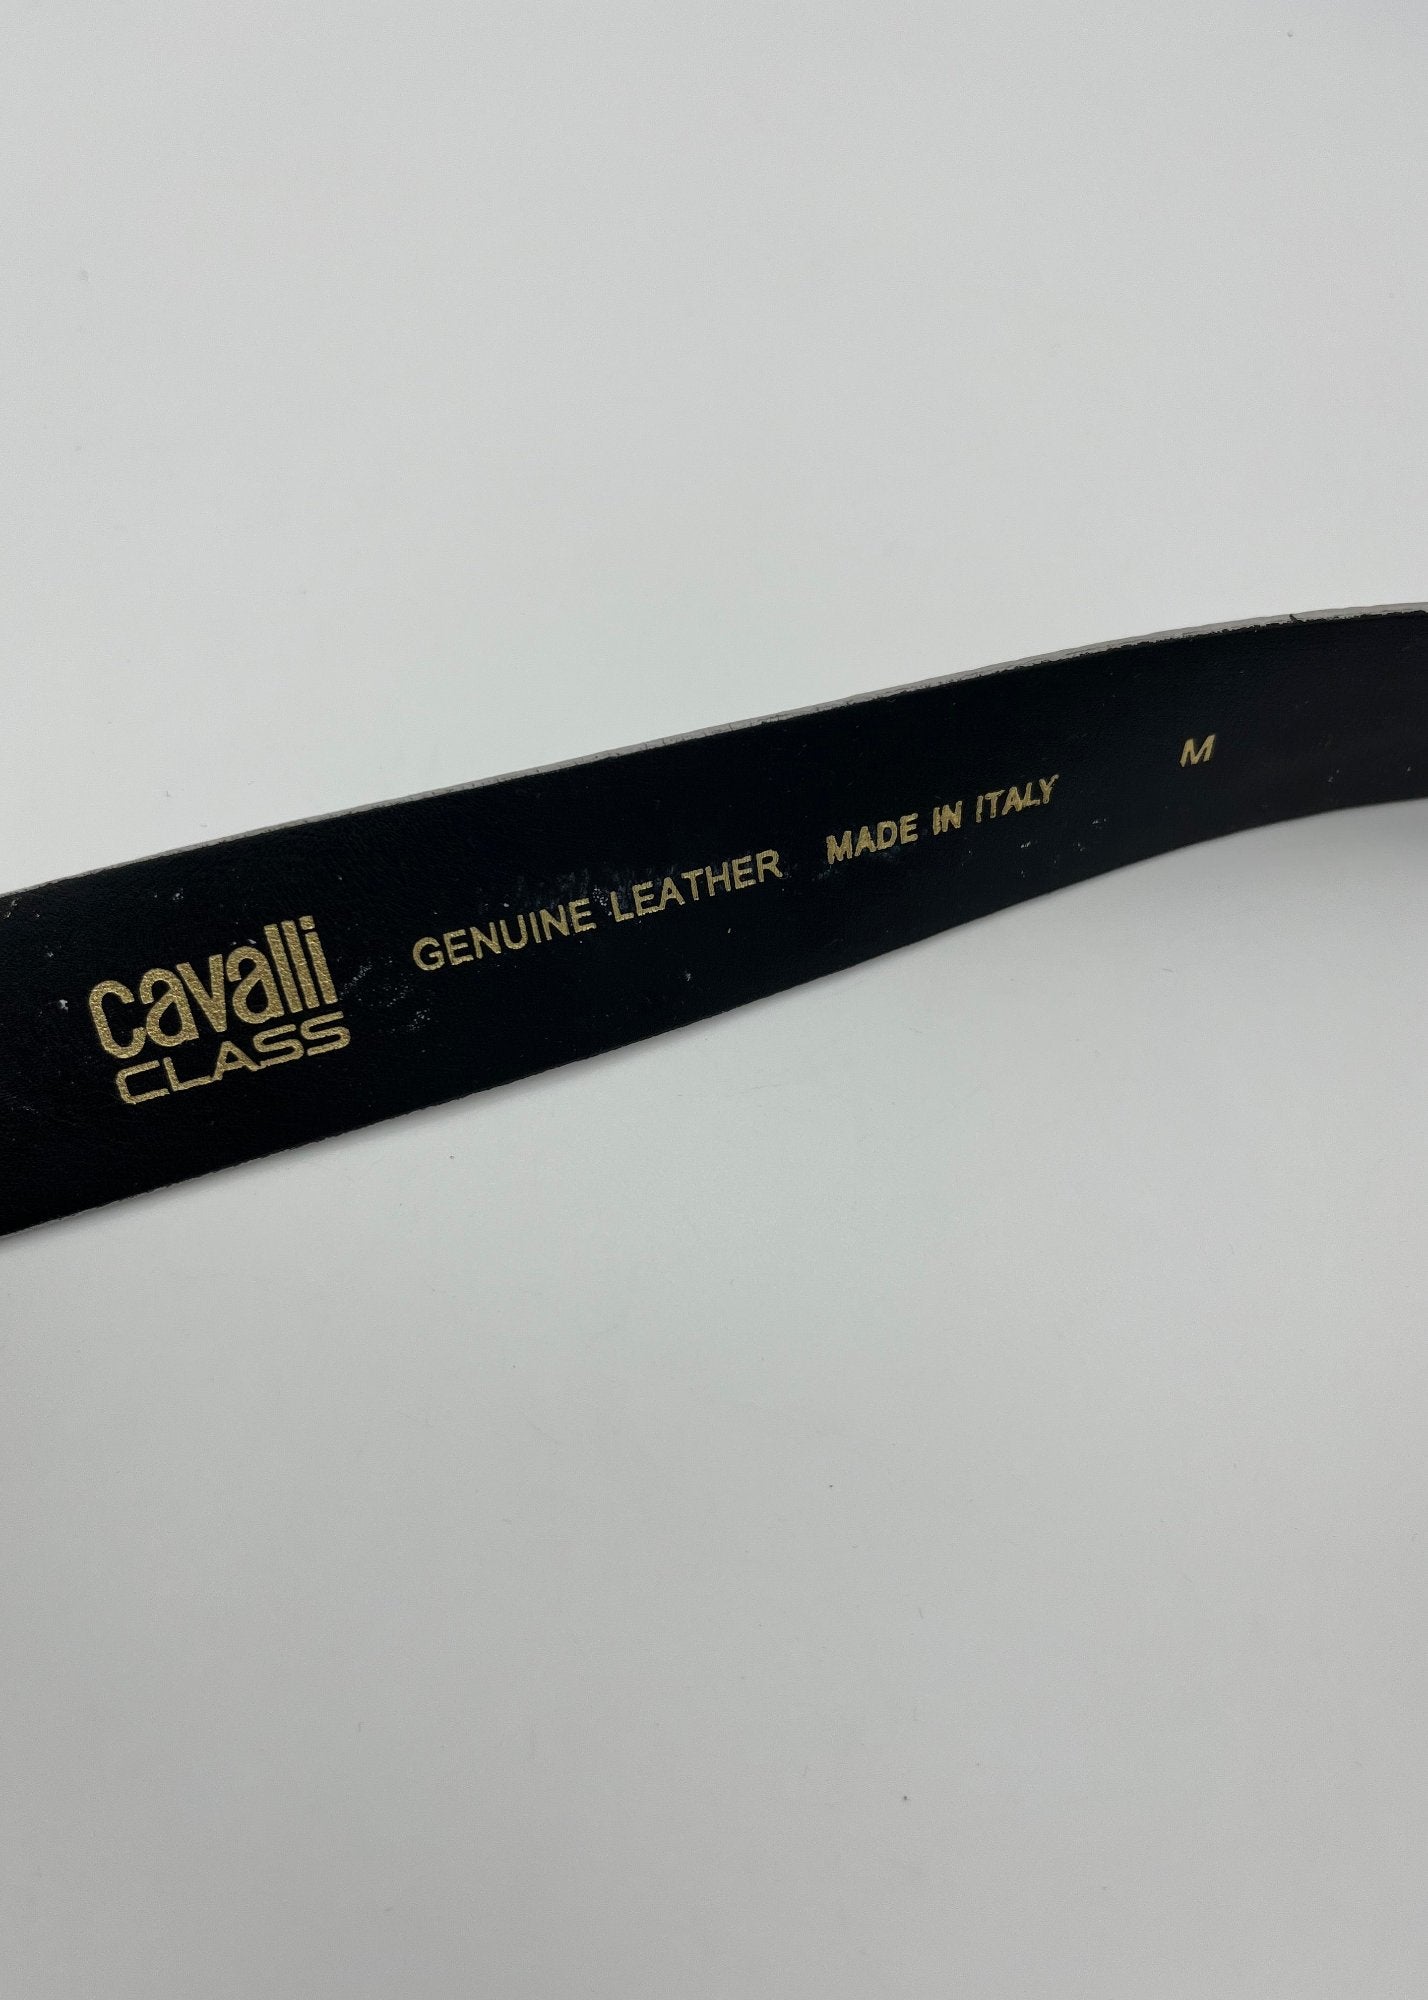 cavalli
CLASS
GENUINE LEATHER MADE IN ITALY M